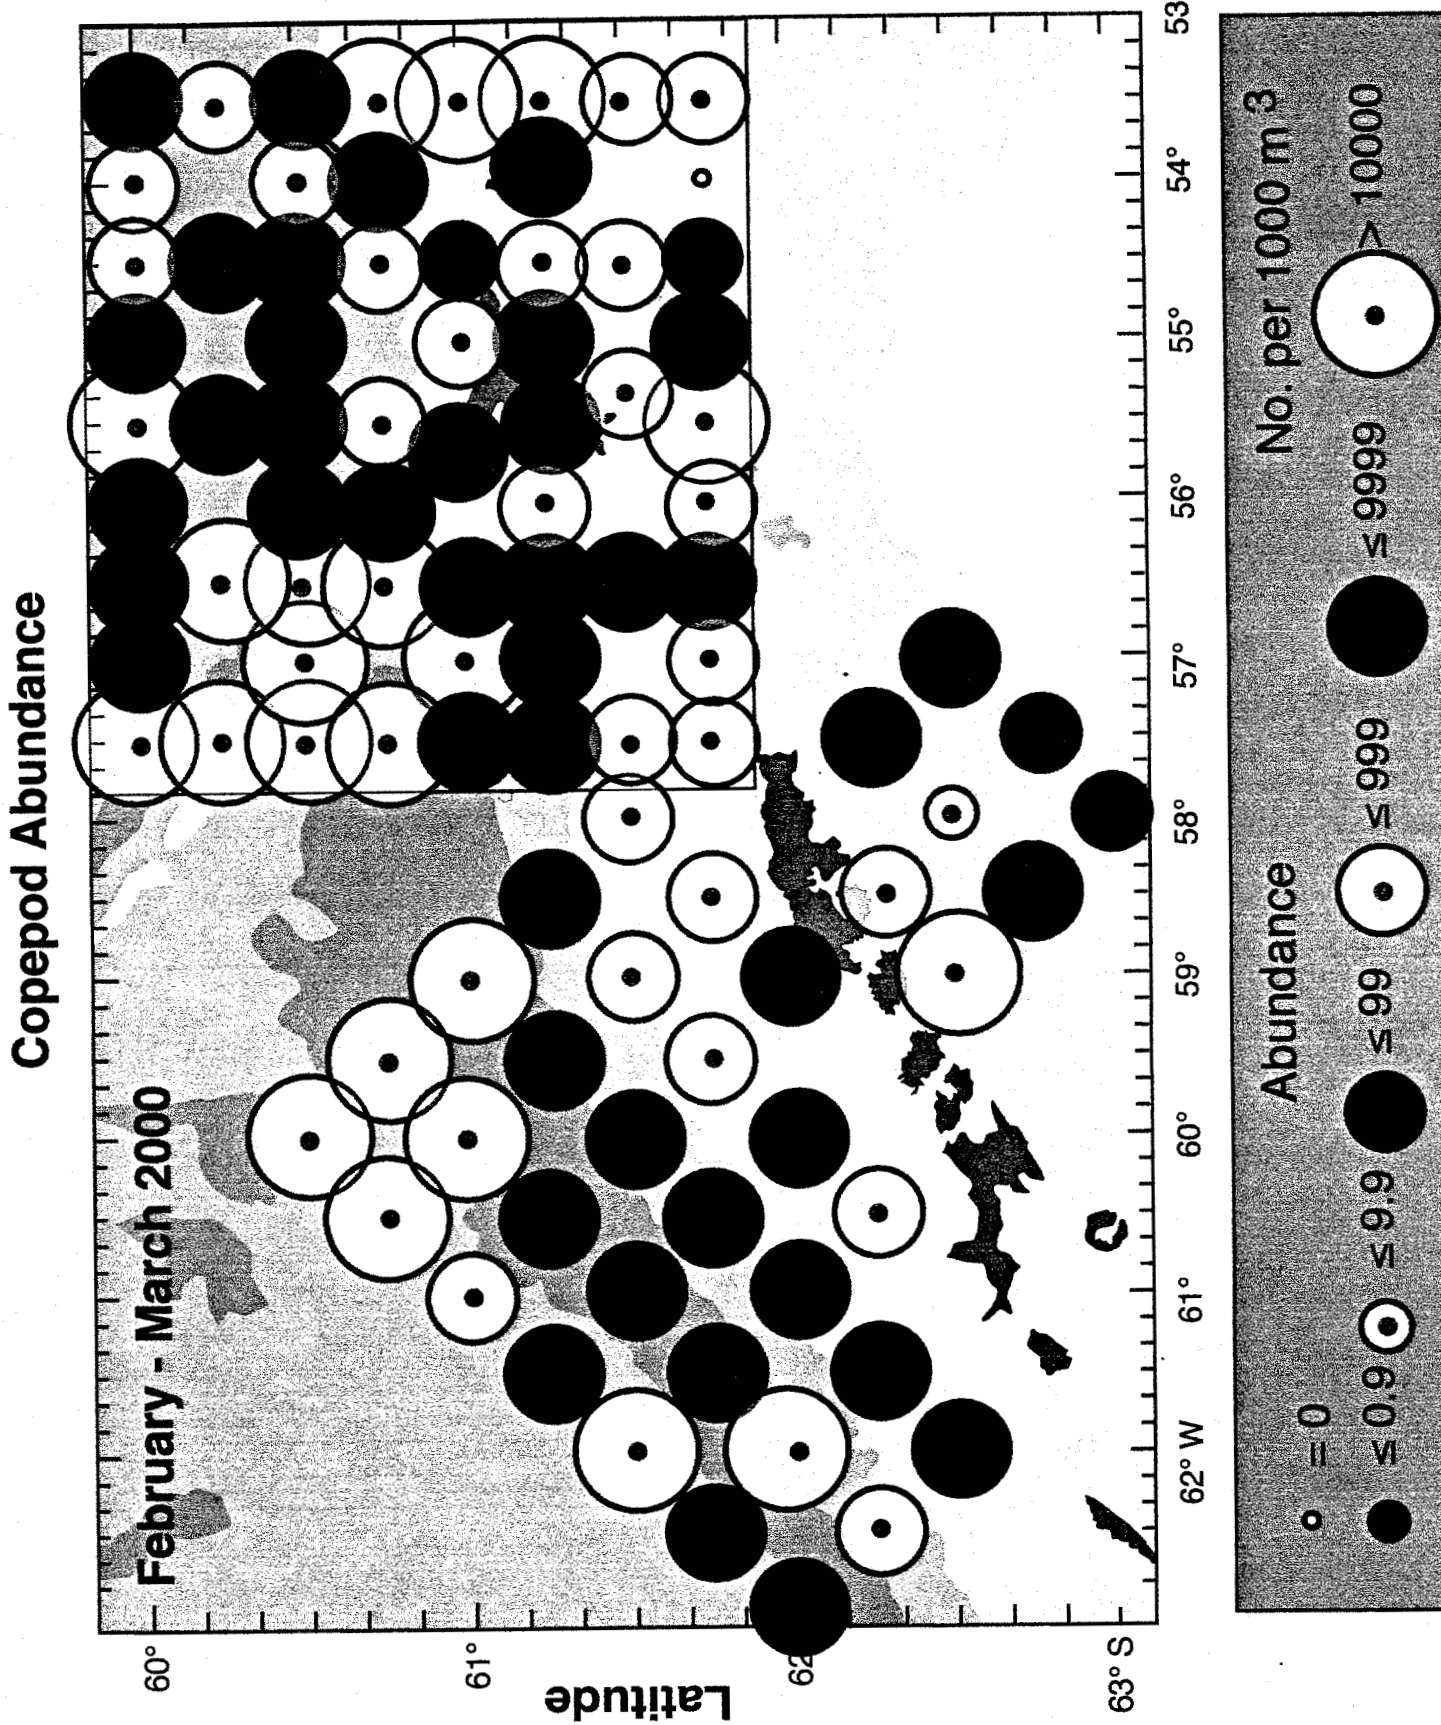 Copepod Abundance
February - March 2000
Latitude
60°
61°
62
63° S
62° W
61°
60°
59°
58°
57°
56°
55°
54°
53
Abundance
No. per 1000 m 3
= 0
≤ 0.9
≤ 9.9
≤ 99
≤ 999
≤ 9999
> 10000